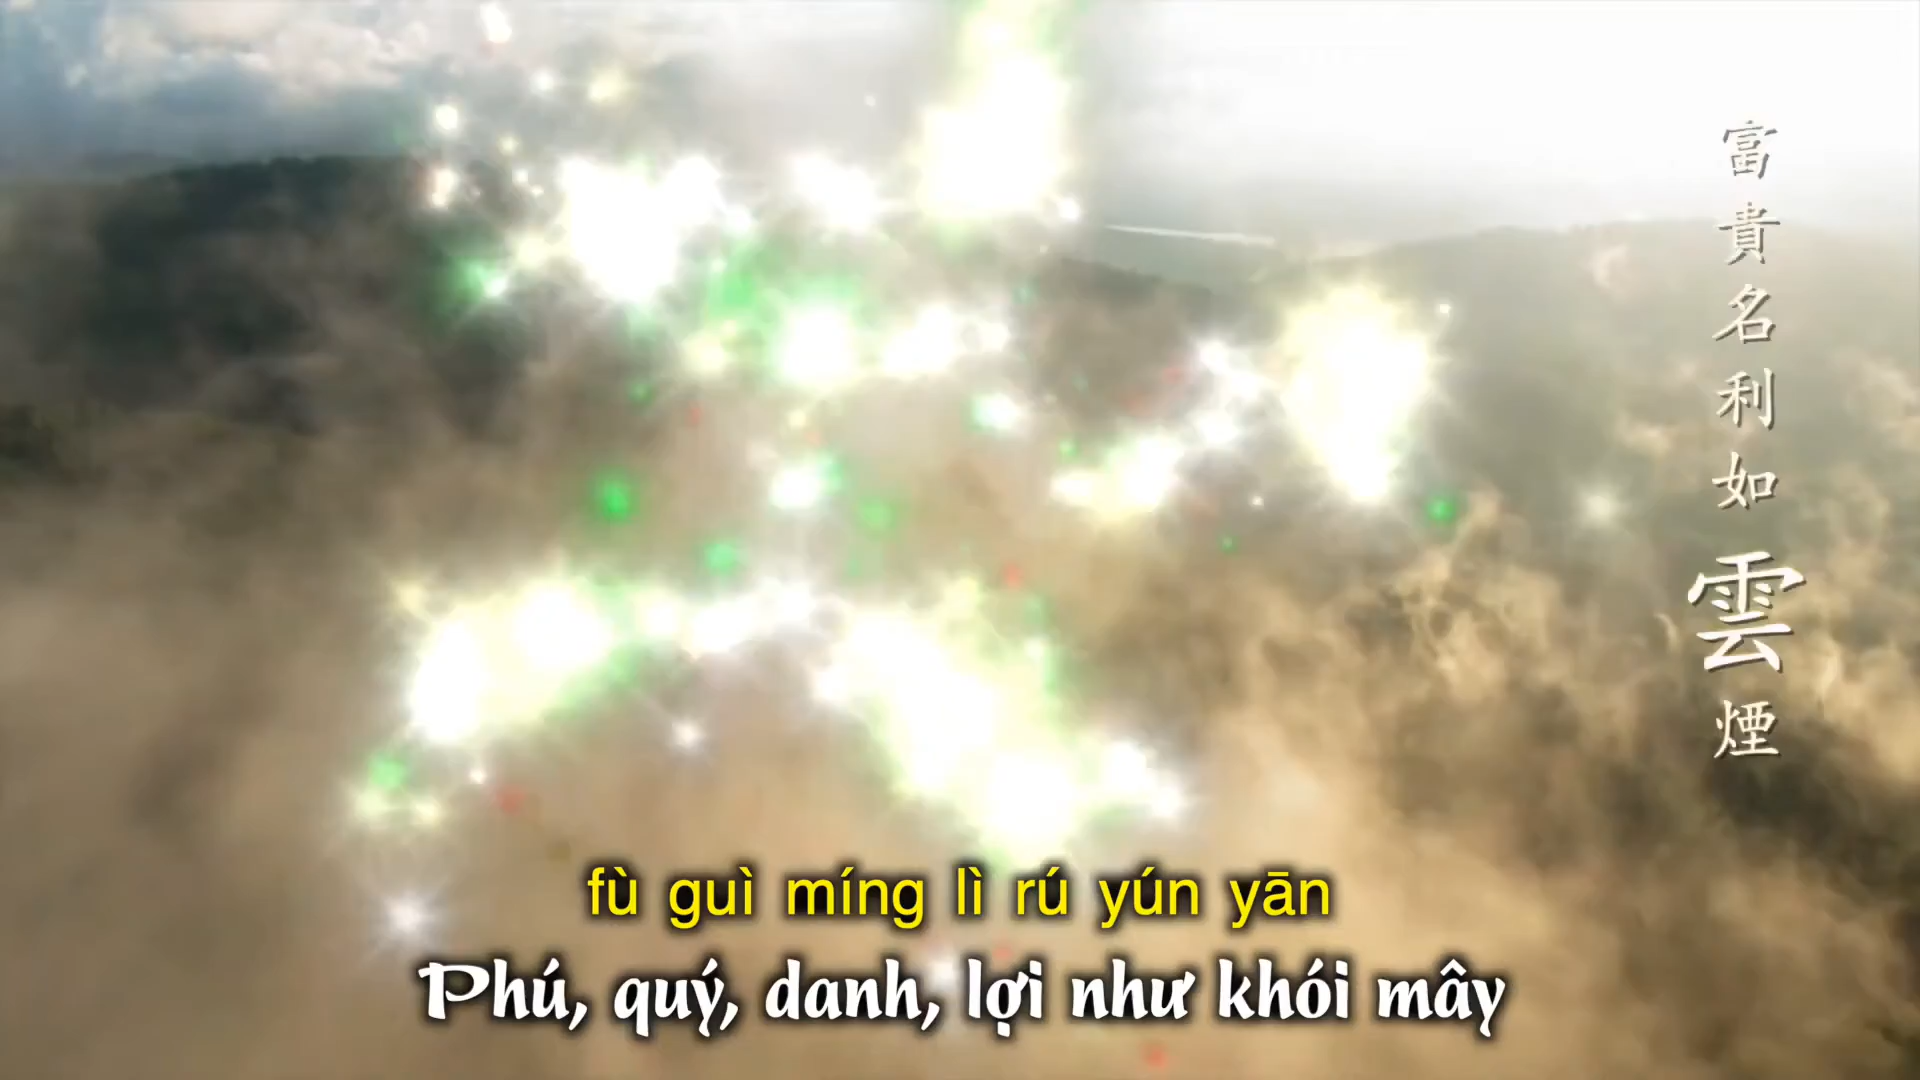 富貴名利如雲煙
fù guì míng lì rú yún yān
Phú, quý, danh, lợi như khói mây